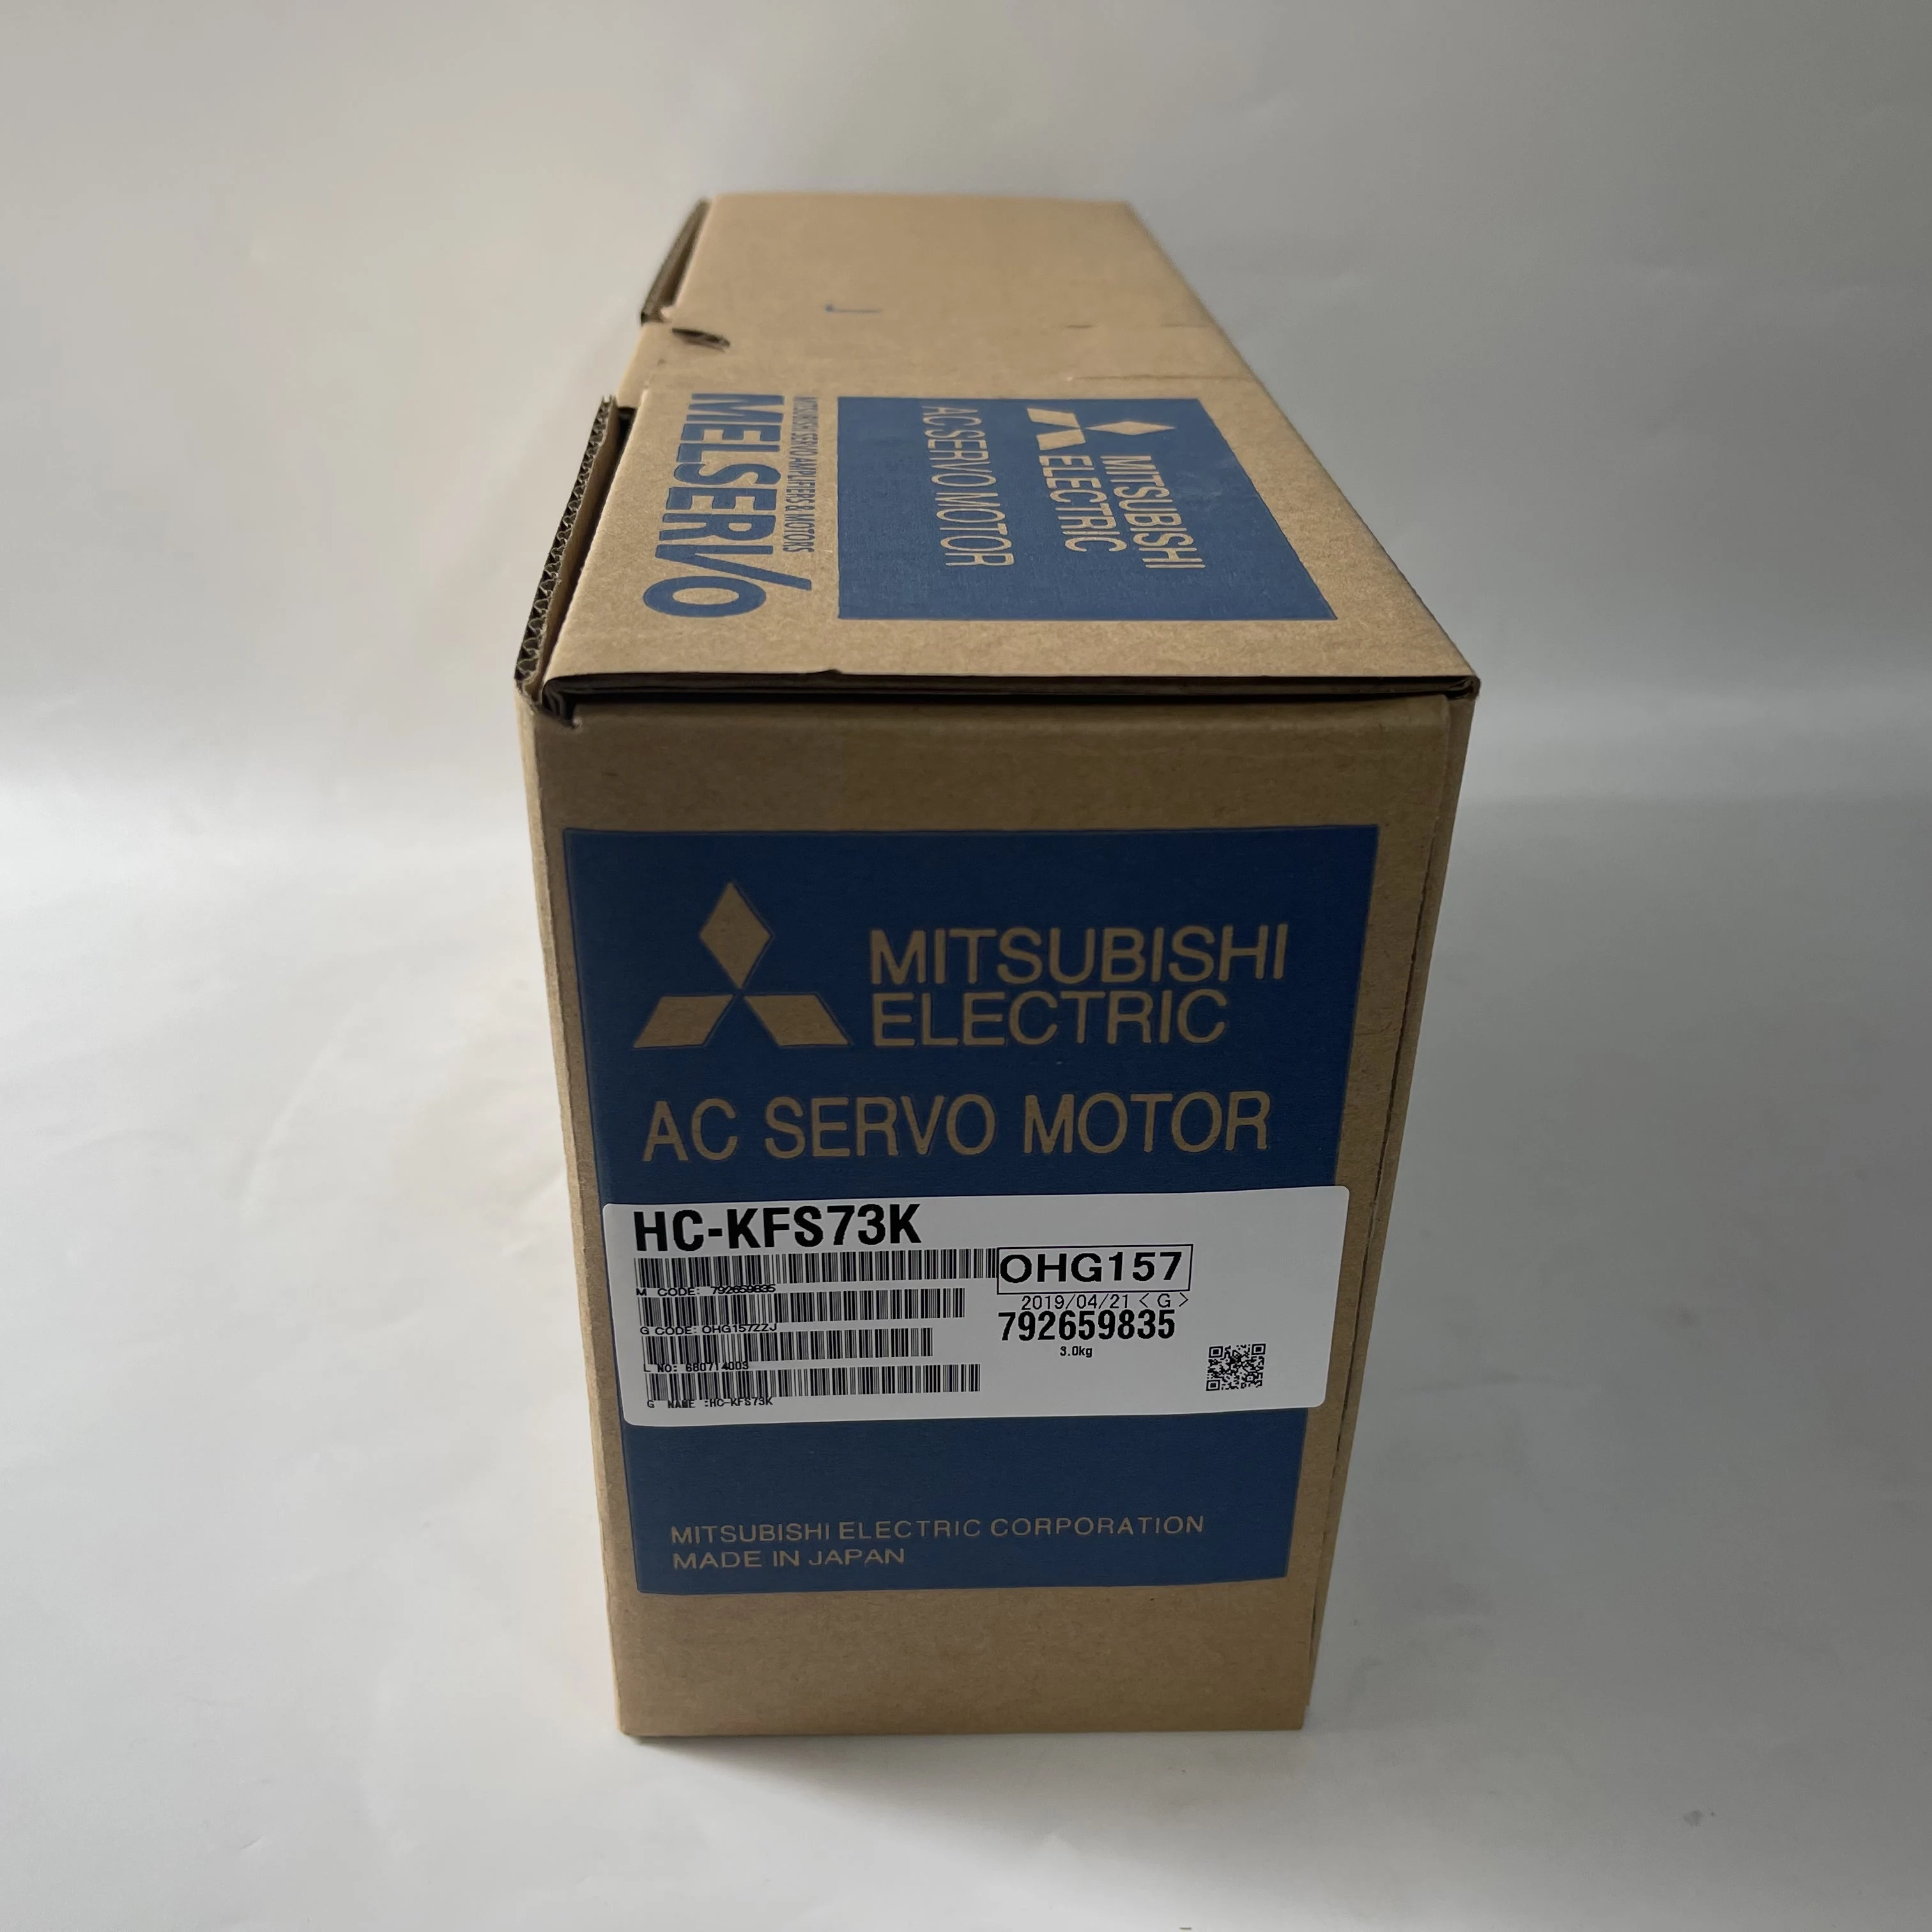 MITSUBISHI
ELECTRIC
AC SERVO MOTOR
MITSUBISHI SERVO AMPLIFIERS & MOTORS
MELSERVO
MITSUBISHI
ELECTRIC
AC SERVO MOTOR
HC-KFS73K
OHG157
M CODE: 792659835
2019/04/21 <G>
G CODE: OHG157ZZJ
792659835
3.0kg
L NO: 680714003
G NAME :HC-KFS73K
MITSUBISHI ELECTRIC CORPORATION
MADE IN JAPAN